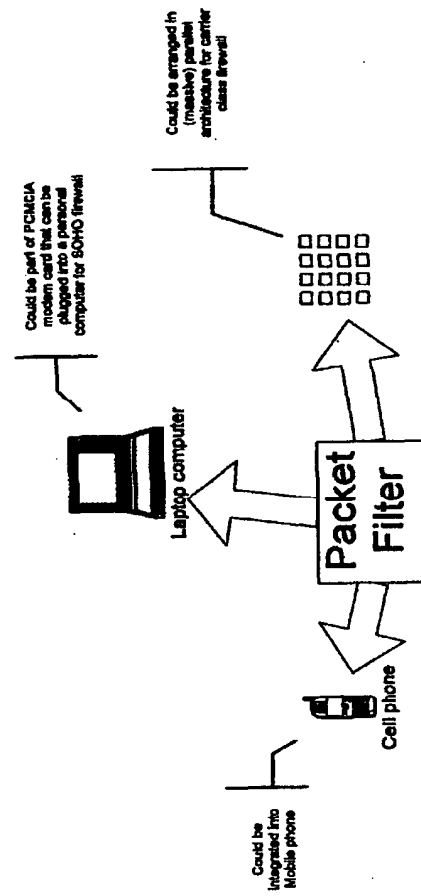 Could be part of PCMCIA
modem card that can be
plugged into a personal
computer for SOHO firewall
Could be arranged in
(massive) parallel
architecture for carrier
class firewall
Laptop computer
Could be
integrated into
Mobile phone
Cell phone
Packet
Filter